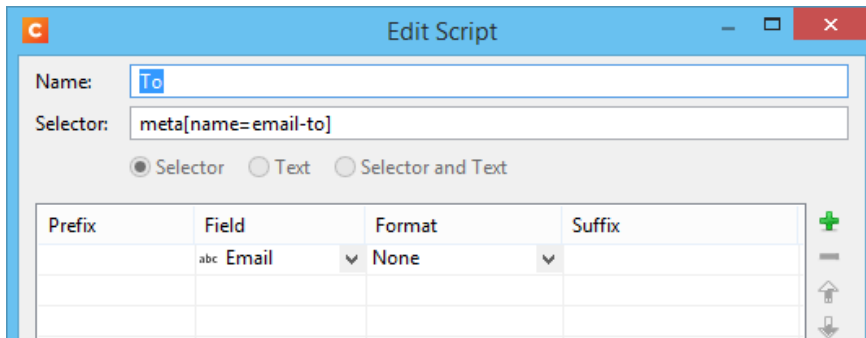 C Edit Script
Name: To
Selector: meta[name=email-to]
Selector Text Selector and Text
Prefix Field Format Suffix
abc Email None